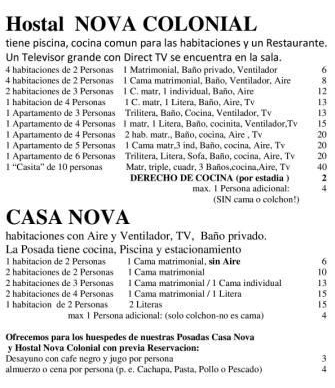 Hostal NOVA COLONIAL
tiene piscina, cocina comun para las habitaciones y un Restaurante.
Un Televisor grande con Direct TV se encuentra en la sala.
4 habitaciones de 2 Personas 1 Matrimonial, Baño privado, Ventilador 6
4 habitaciones de 2 Personas 1 Cama matrimonial, Baño, Ventilador, Aire 8
2 habitaciones de 3 Personas 1 C. matr, 1 individual, Baño, Aire 12
1 habitacion de 4 Personas 1 C. matr, 1 Litera, Baño, Aire, Tv 13
1 Apartamento de 3 Personas Trilitera, Baño, Cocina, Ventilador, Tv 13
1 Apartamento de 4 Personas 1 matr, 1 Litera, Baño, cocinita, Ventilador,Tv 15
1 Apartamento de 4 Personas 2 hab. matr., Baño, cocina, Aire , Tv 20
1 Apartamento de 5 Personas 1 Cama matr,3 ind, Baño, cocina, Aire, Tv 20
1 Apartamento de 6 Personas Trilitera, Litera, Sofa, Baño, cocina, Aire, Tv 20
1 "Casita" de 10 personas Matr, triple, cuadr, 3 Baños,cocina,Aire, Tv 40
DERECHO DE COCINA (por estadia ) 2
max. 1 Persona adicional: 4
(SIN cama o colchon!)
CASA NOVA
habitaciones con Aire y Ventilador, TV, Baño privado.
La Posada tiene cocina, Piscina y estacionamiento
1 habitacion de 2 Personas 1 Cama matrimonial, sin Aire 6
2 habitaciones de 2 Personas 1 Cama matrimonial 10
2 habitaciones de 3 Personas 1 Cama matrimonial / 1 Cama individual 13
2 habitaciones de 4 Personas 1 Cama matrimonial / 1 Litera 15
1 habitacion de 2 Personas 2 Literas 15
max 1 Persona adicional: (solo colchon-no es cama) 4
Ofrecemos para los huespedes de nuestras Posadas Casa Nova
y Hostal Nova Colonial con previa Reservacion:
Desayuno con cafe negro y jugo por persona 3
almuerzo o cena por persona (p. e. Cachapa, Pasta, Pollo o Pescado) 4